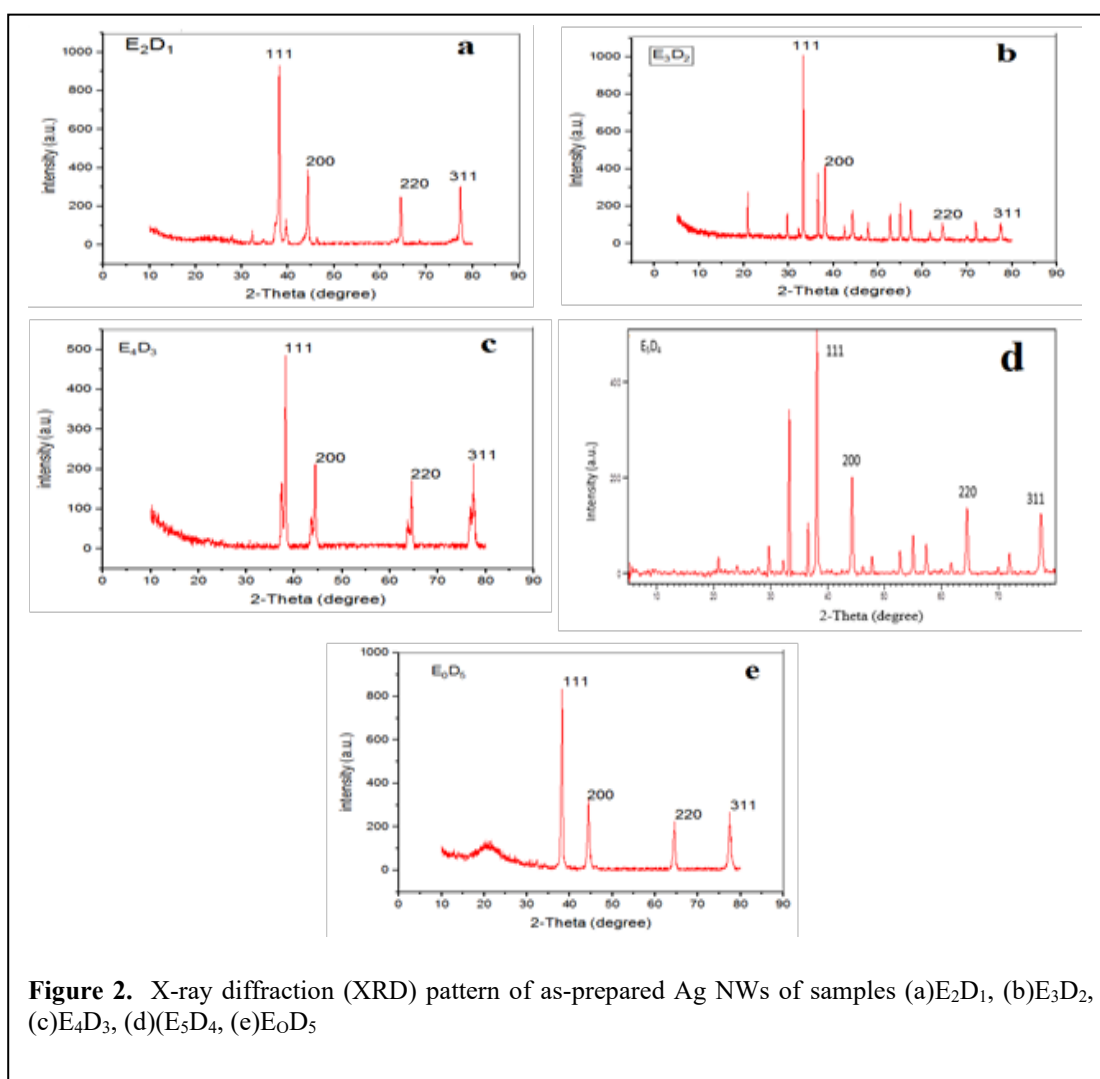 E₂D₁
a
111
200
220
311
1000
800
600
400
200
0
0 10 20 30 40 50 60 70 80 90
intensity (a.u.)
2-Theta (degree)
E₃D₂
b
111
200
220
311
1000
800
600
400
200
0
0 10 20 30 40 50 60 70 80 90
intensity (a.u.)
2-Theta (degree)
E₄D₃
c
111
200
220
311
500
400
300
200
100
0
0 10 20 30 40 50 60 70 80 90
intensity (a.u.)
2-Theta (degree)
E₅D₄
d
111
200
220
311
0
Intensity (a.u.)
2-Theta (degree)
E₀D₅
e
111
200
220
311
1000
800
600
400
200
0
0 10 20 30 40 50 60 70 80 90
intensity (a.u.)
2-Theta (degree)
Figure 2. X-ray diffraction (XRD) pattern of as-prepared Ag NWs of samples (a)E₂D₁, (b)E₃D₂,
(c)E₄D₃, (d)(E₅D₄, (e)E₀D₅